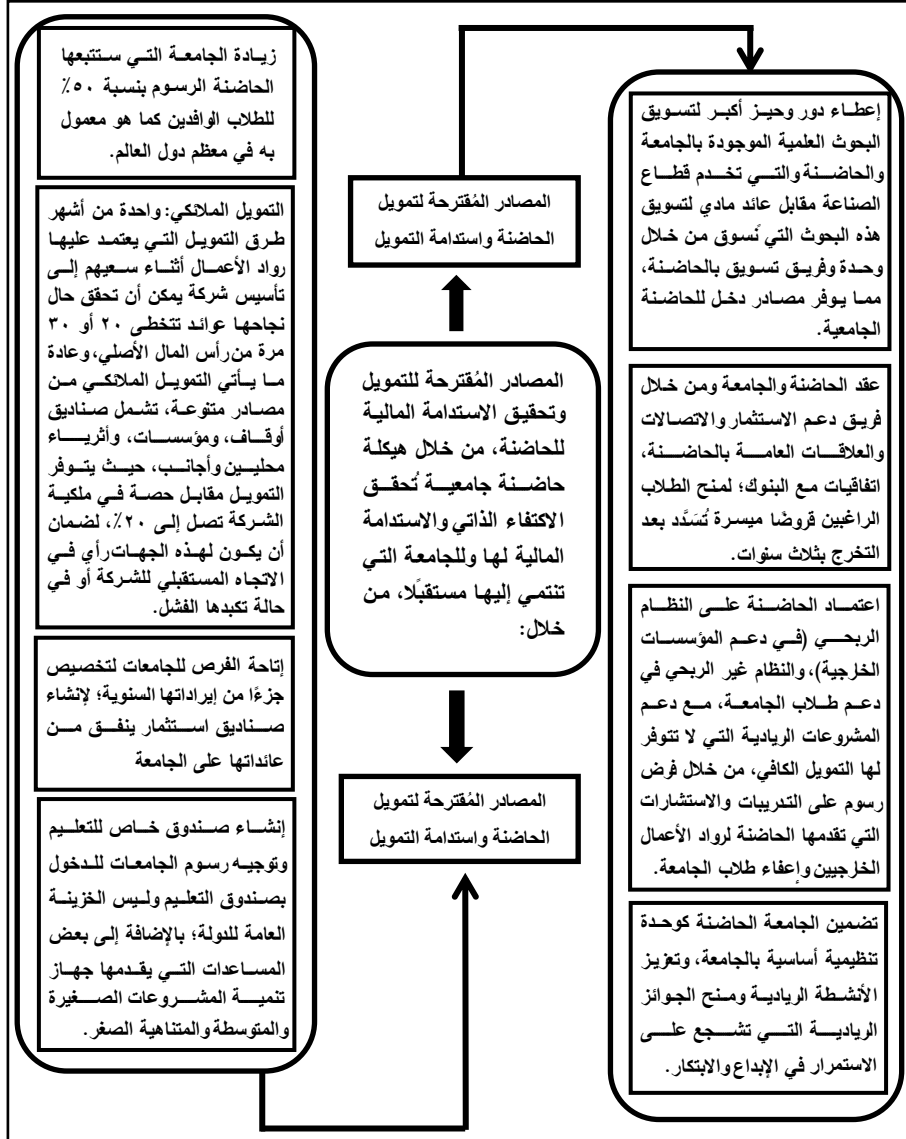 المصادر المُقترحة لتمويل
الحاضنة واستدامة التمويل
المصادر المُقترحة للتمويل
وتحقيق الاستدامة المالية
للحاضنة، من خلال هيكلة
حاضنة جامعية تُحقق
الاكتفاء الذاتي والاستدامة
المالية لها وللجامعة التي
تنتمي إليها مستقبلًا، من
خلال:
المصادر المُقترحة لتمويل
الحاضنة واستدامة التمويل
إعطاء دور وحيز أكبر لتسويق
البحوث العلمية الموجودة بالجامعة
والحاضنة والتي تخدم قطاع
الصناعة مقابل عائد مادي لتسويق
هذه البحوث التي تُسوق من خلال
وحدة وفريق تسويق بالحاضنة،
مما يوفر مصادر دخل للحاضنة
الجامعية.
عقد الحاضنة والجامعة ومن خلال
فريق دعم الاستثمار والاتصالات
والعلاقات العامة بالحاضنة،
اتفاقيات مع البنوك؛ لمنح الطلاب
الراغبين قروضًا ميسرة تُسَدَّد بعد
التخرج بثلاث سنوات.
اعتماد الحاضنة على النظام
الربحي (في دعم المؤسسات
الخارجية)، والنظام غير الربحي في
دعم طلاب الجامعة، مع دعم
المشروعات الريادية التي لا تتوفر
لها التمويل الكافي، من خلال فرض
رسوم على التدريبات والاستشارات
التي تقدمها الحاضنة لرواد الأعمال
الخارجيين وإعفاء طلاب الجامعة.
تضمين الجامعة الحاضنة كوحدة
تنظيمية أساسية بالجامعة، وتعزيز
الأنشطة الريادية ومنح الجوائز
الريادية التي تشجع على
الاستمرار في الإبداع والابتكار.
زيادة الجامعة التي ستتبعها
الحاضنة الرسوم بنسبة ٥٠٪
للطلاب الوافدين كما هو معمول
به في معظم دول العالم.
التمويل الملائكي: واحدة من أشهر
طرق التمويل التي يعتمد عليها
رواد الأعمال أثناء سعيهم إلى
تأسيس شركة يمكن أن تحقق حال
نجاحها عوائد تتخطى ٢٠ أو ٣٠
مرة من رأس المال الأصلي، وعادة
ما يأتي التمويل الملائكي من
مصادر متنوعة، تشمل صناديق
أوقاف، ومؤسسات، وأثرياء
محليين وأجانب، حيث يتوفر
التمويل مقابل حصة في ملكية
الشركة تصل إلى ٢٠٪، لضمان
أن يكون لهذه الجهات رأي في
الاتجاه المستقبلي للشركة أو في
حالة تكبدها الفشل.
إتاحة الفرص للجامعات لتخصيص
جزءًا من إيراداتها السنوية؛ لإنشاء
صناديق استثمار ينفق من
عائداتها على الجامعة
إنشاء صندوق خاص للتعليم
وتوجيه رسوم الجامعات للدخول
بصندوق التعليم وليس الخزينة
العامة للدولة؛ بالإضافة إلى بعض
المساعدات التي يقدمها جهاز
تنمية المشروعات الصغيرة
والمتوسطة والمتناهية الصغر.